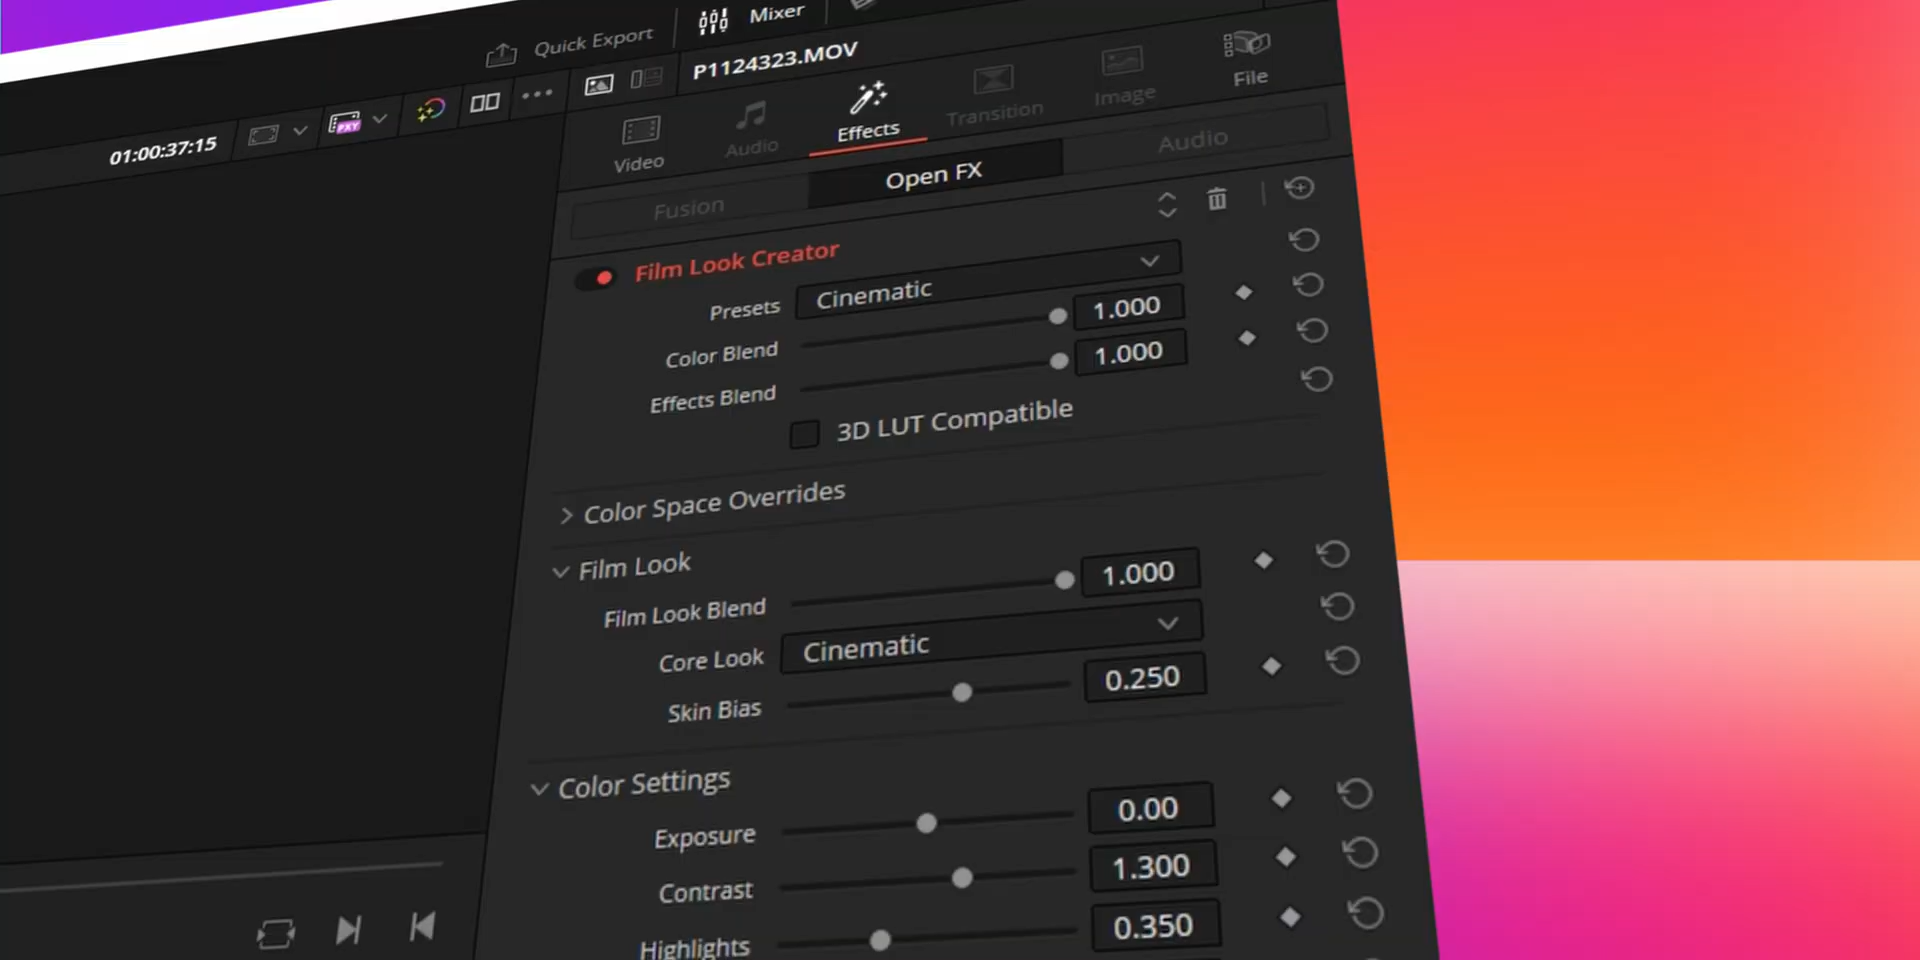 Quick Export
Mixer
P1124323.MOV
01:00:37:15
PXY
Video
Audio
Effects
Transition
Image
File
Fusion
Open FX
Audio
Film Look Creator
Presets
Cinematic
Color Blend
1.000
Effects Blend
1.000
3D LUT Compatible
Color Space Overrides
Film Look
Film Look Blend
1.000
Core Look
Cinematic
Skin Bias
0.250
Color Settings
Exposure
0.00
Contrast
1.300
Highlights
0.350